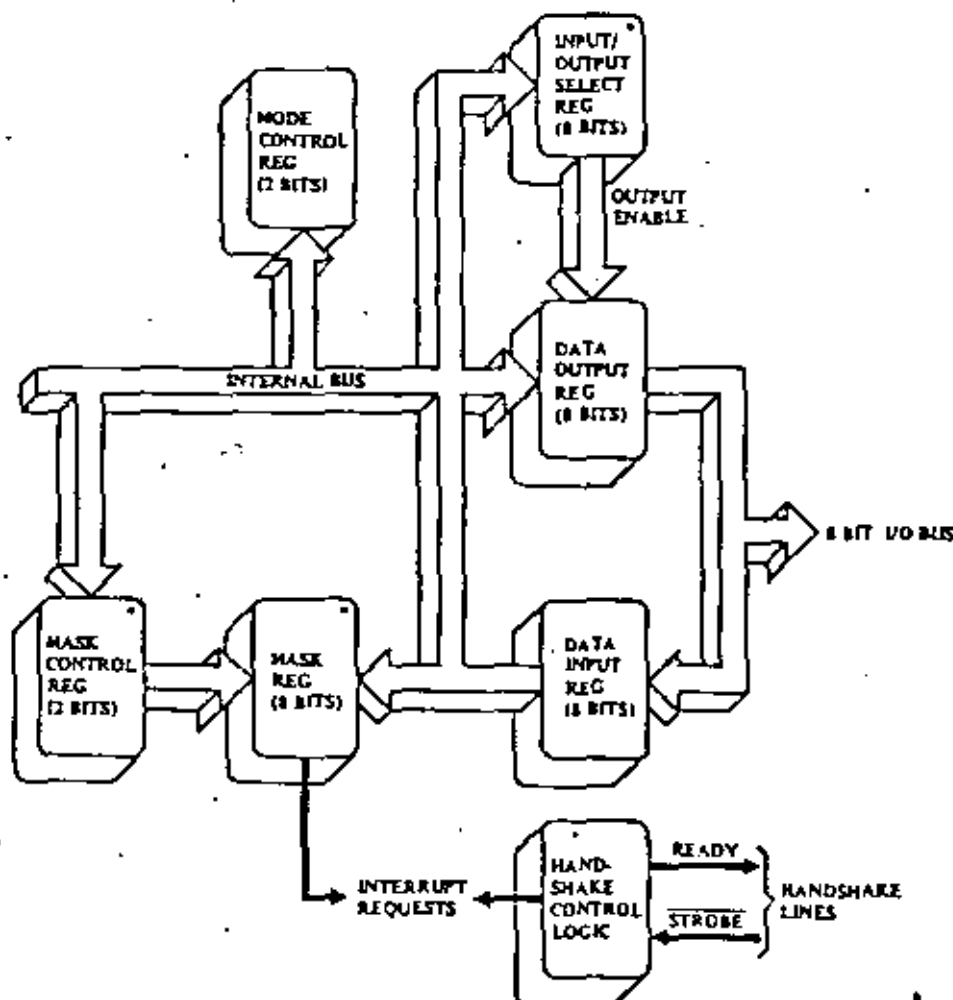 INPUT/
OUTPUT
SELECT
REG
(8 BITS)
MODE
CONTROL
REG
(2 BITS)
OUTPUT
ENABLE
DATA
OUTPUT
REG
(8 BITS)
INTERNAL BUS
8 BIT I/O BUS
MASK
CONTROL
REG
(2 BITS)
MASK
REG
(8 BITS)
DATA
INPUT
REG
(8 BITS)
HAND-
SHAKE
CONTROL
LOGIC
READY
STROBE
HANDSHAKE
LINES
INTERRUPT
REQUESTS